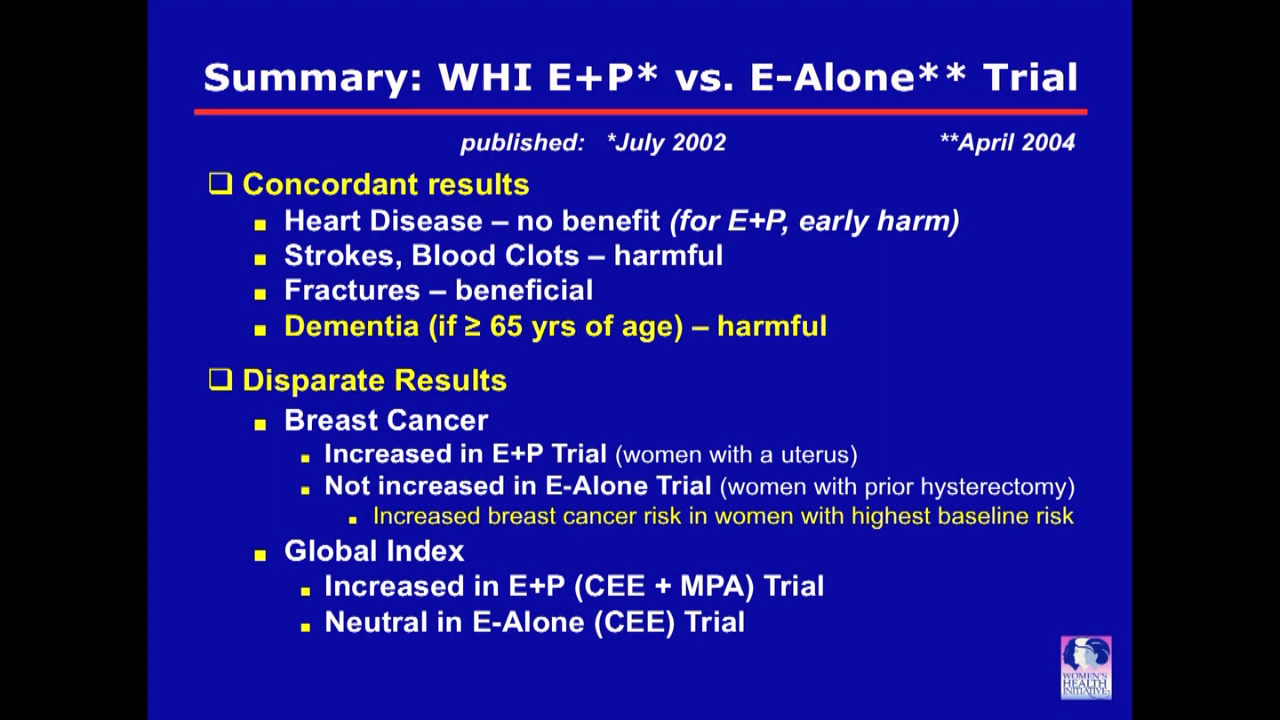 Summary: WHI E+P* vs. E-Alone** Trial
published: *July 2002 **April 2004
❑ Concordant results
■ Heart Disease – no benefit (for E+P, early harm)
■ Strokes, Blood Clots – harmful
■ Fractures – beneficial
■ Dementia (if ≥ 65 yrs of age) – harmful
❑ Disparate Results
■ Breast Cancer
■ Increased in E+P Trial (women with a uterus)
■ Not increased in E-Alone Trial (women with prior hysterectomy)
■ Increased breast cancer risk in women with highest baseline risk
■ Global Index
■ Increased in E+P (CEE + MPA) Trial
■ Neutral in E-Alone (CEE) Trial
WOMEN'S
HEALTH
INITIATIVE